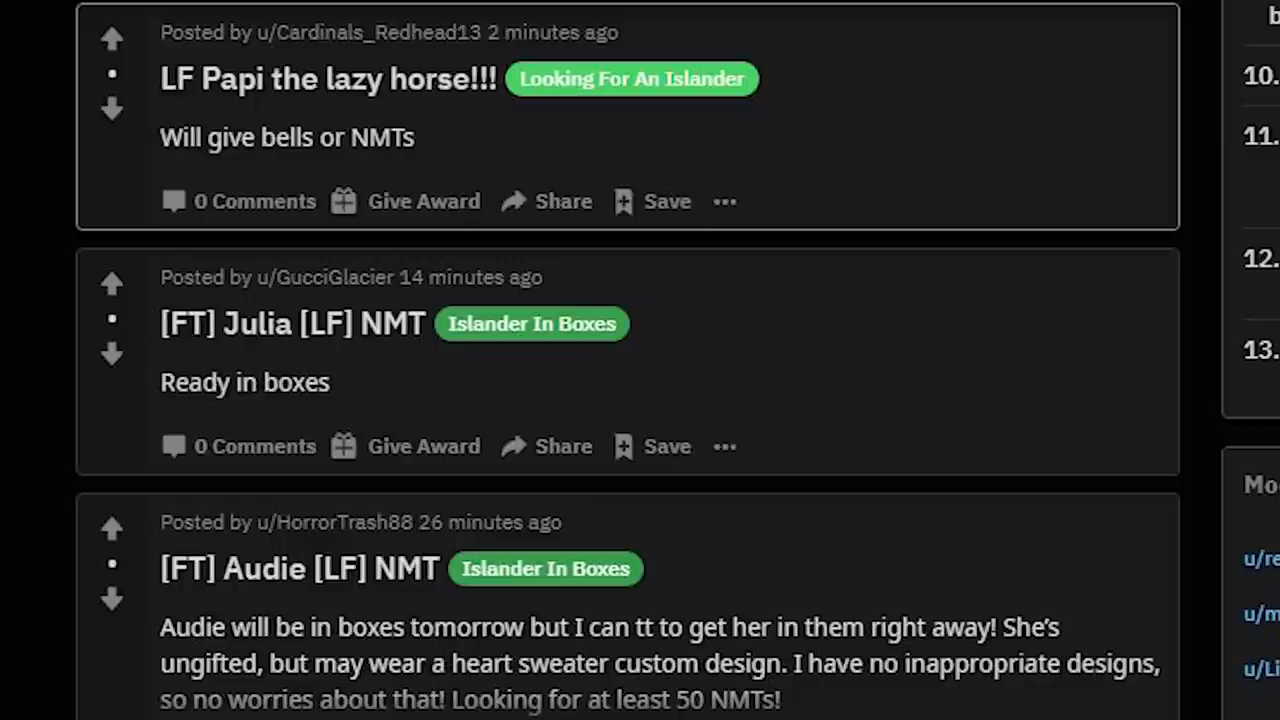 Posted by u/Cardinals_Redhead13 2 minutes ago
LF Papi the lazy horse!!! Looking For An Islander
Will give bells or NMTs
0 Comments Give Award Share Save ...
Posted by u/GucciGlacier 14 minutes ago
[FT] Julia [LF] NMT Islander In Boxes
Ready in boxes
0 Comments Give Award Share Save ...
Posted by u/HorrorTrash88 26 minutes ago
[FT] Audie [LF] NMT Islander In Boxes
Audie will be in boxes tomorrow but I can tt to get her in them right away! She’s
ungifted, but may wear a heart sweater custom design. I have no inappropriate designs,
so no worries about that! Looking for at least 50 NMTs!
10.
11.
12.
13.
u/re
u/m
u/Li